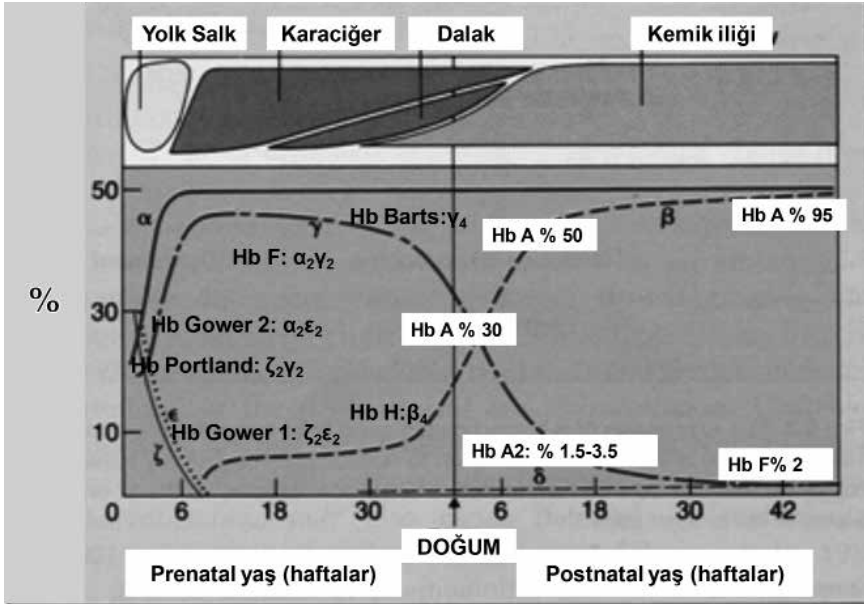 Yolk Salk Karaciğer Dalak Kemik iliği
50
α γ Hb Barts:γ4 Hb A % 50 β Hb A % 95
Hb F: α2γ2
%
30
Hb Gower 2: α2ε2 Hb A % 30
Hb Portland: ζ2γ2
ε
10
ζ Hb Gower 1: ζ2ε2 Hb H:β4
Hb A2: % 1.5-3.5 Hb F% 2
δ
0 6 18 30 6 18 30 42
DOĞUM
Prenatal yaş (haftalar) Postnatal yaş (haftalar)